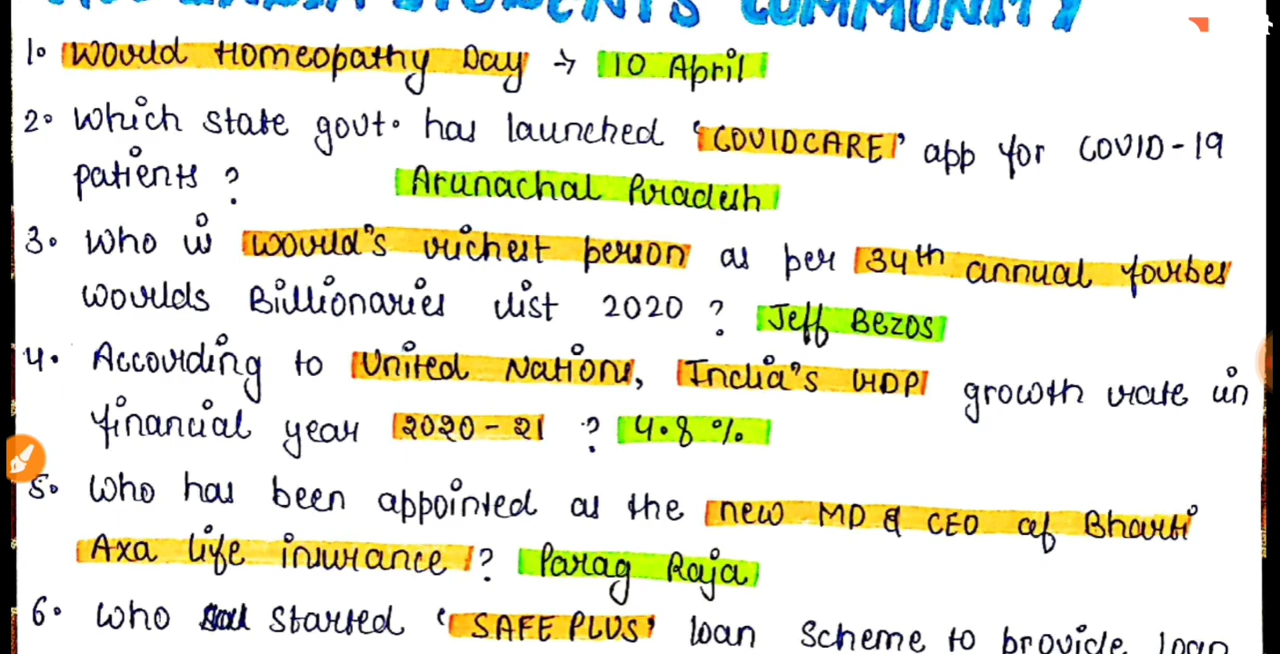 STUDENTS COMMUNITY
1. World Homeopathy Day → 10 April
2. Which state govt. has launched 'COVIDCARE' app for COVID-19
patients ? Arunachal Pradesh
3. Who is world's richest person as per 34th annual fourbes
worlds Billionaries list 2020 ? Jeff Bezos
4. According to United Nations, India's GDP growth rate in
financial year 2020-21 ? 4.8 %
5. Who has been appointed as the new MD & CEO of Bharti
Axa life insurance ? Parag Raja
6. Who started 'SAFE PLUS' loan scheme to provide loan